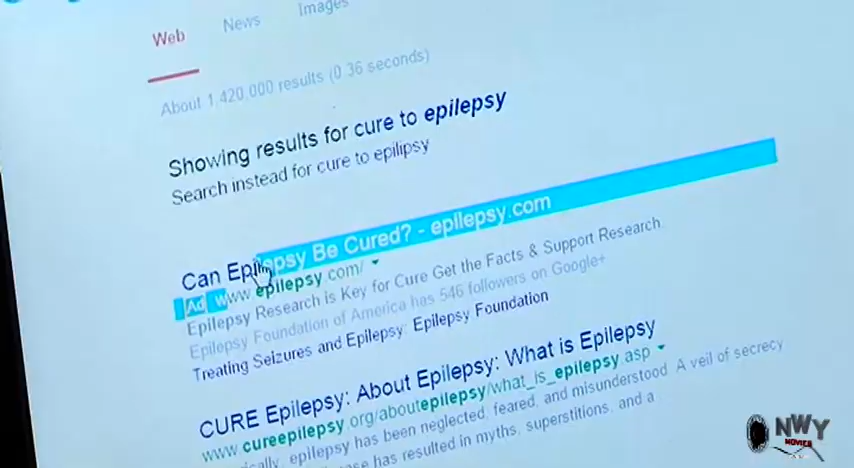 Web News Images
About 1,420,000 results (0.36 seconds)
Showing results for cure to epilepsy
Search instead for cure to epilipsy
Can Epilepsy Be Cured? - epilepsy.com
Ad www.epilepsy.com/
Epilepsy Research is Key for Cure Get the Facts & Support Research
Epilepsy Foundation of America has 546 followers on Google+
Treating Seizures and Epilepsy: Epilepsy Foundation
CURE Epilepsy: About Epilepsy: What is Epilepsy
www.cureepilepsy.org/aboutepilepsy/what_is_epilepsy.asp
epilepsy has been neglected, feared, and misunderstood. A veil of secrecy
has resulted in myths, superstitions, and a
NWY
MOVIES